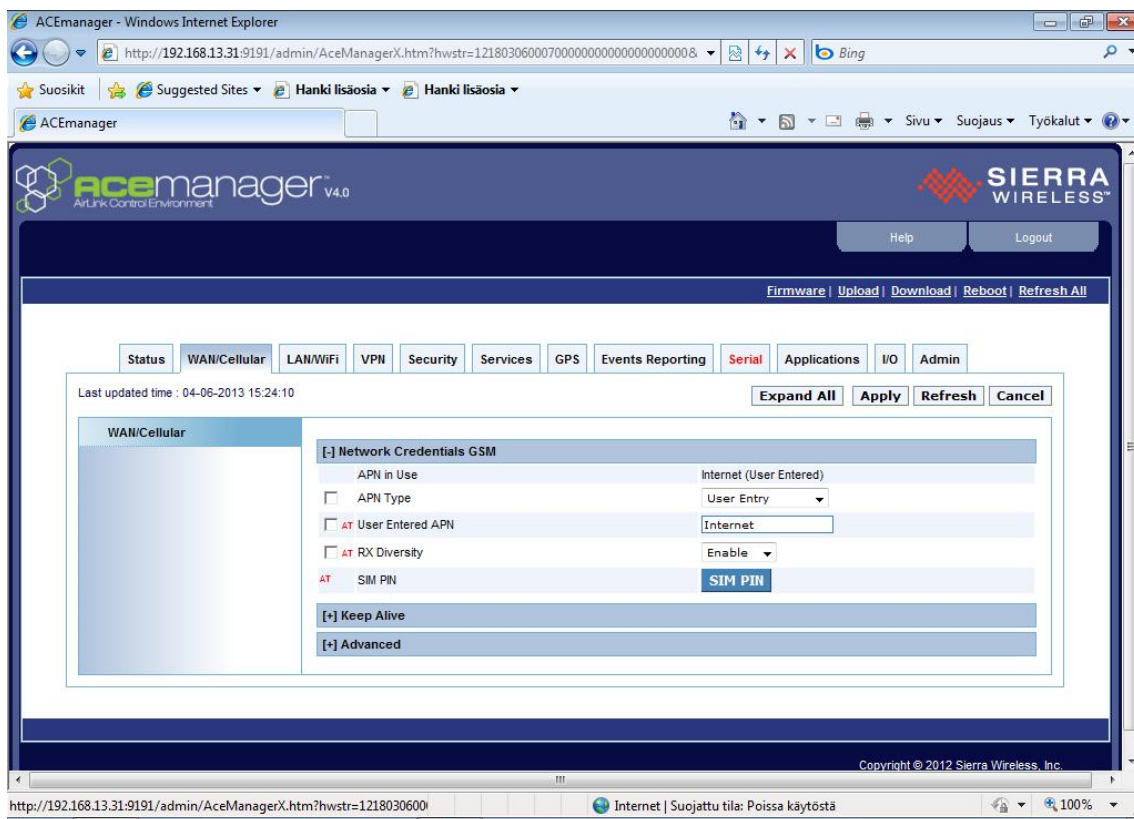 ACEmanager - Windows Internet Explorer
http://192.168.13.31:9191/admin/AceManagerX.htm?hwstr=1218030600070000000000000000000& Bing
Suosikit Suggested Sites Hanki lisäosia Hanki lisäosia
ACEmanager Sivu Suojaus Työkalut
acemanager V4.0
AirLink Control Environment
SIERRA
WIRELESS™
Help Logout
Firmware | Upload | Download | Reboot | Refresh All
Status WAN/Cellular LAN/WiFi VPN Security Services GPS Events Reporting Serial Applications I/O Admin
Last updated time : 04-06-2013 15:24:10 Expand All Apply Refresh Cancel
WAN/Cellular
[-] Network Credentials GSM
APN in Use Internet (User Entered)
APN Type User Entry
AT User Entered APN Internet
AT RX Diversity Enable
AT SIM PIN SIM PIN
[+] Keep Alive
[+] Advanced
Copyright © 2012 Sierra Wireless, Inc.
http://192.168.13.31:9191/admin/AceManagerX.htm?hwstr=1218030600 Internet | Suojattu tila: Poissa käytöstä 100%